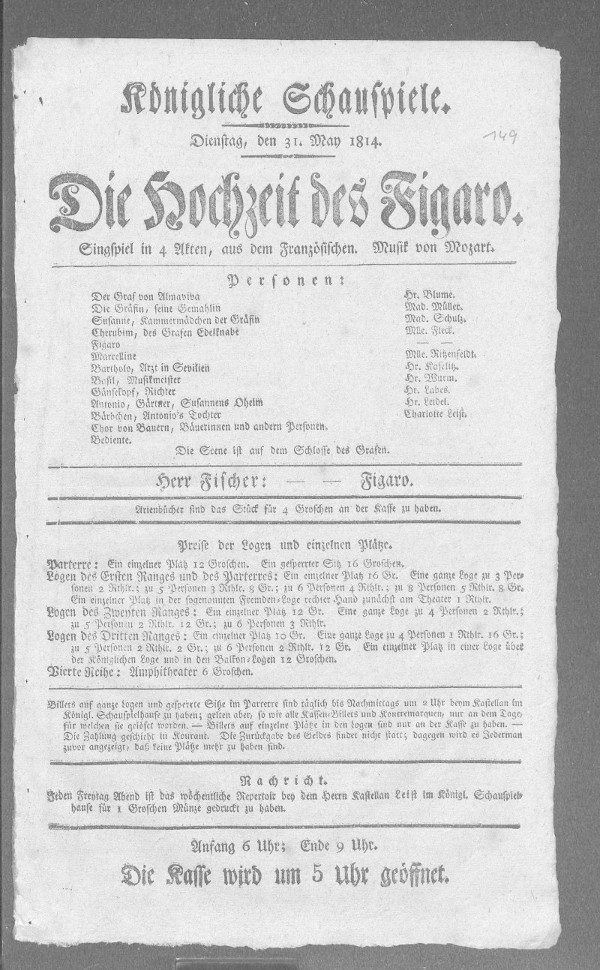 Königliche Schauspiele.
149
Dienstag, den 31. May 1814.
Die Hochzeit des Figaro.
Singspiel in 4 Akten, aus dem Französischen. Musik von Mozart.
Personen:
Der Graf von Almaviva Hr. Blume.
Die Gräfin, seine Gemahlin Mad. Müller.
Susanne, Kammermädchen der Gräfin Mad. Schulz.
Cherubim, des Grafen Edelknabe Mlle. Fleck.
Figaro — —
Marcelline Mlle. Ritzenfeldt.
Bartholo, Arzt in Sevilien Hr. Kaselitz.
Basil, Musikmeister Hr. Wurm.
Gänsekopf, Richter Hr. Labes.
Antonio, Gärtner, Susannens Oheim Hr. Leidel.
Bärbchen, Antonio's Tochter Charlotte Leist.
Chor von Bauern, Bäuerinnen und andern Personen.
Bediente.
Die Scene ist auf dem Schlosse des Grafen.
Herr Fischer: — — Figaro.
Arienbücher sind das Stück für 4 Groschen an der Kasse zu haben.
Preise der Logen und einzelnen Plätze.
Parterre: Ein einzelner Platz 12 Groschen. Ein gesperrter Sitz 16 Groschen.
Logen des Ersten Ranges und des Parterres: Ein einzelner Platz 16 Gr. Eine ganze Loge zu 3 Per-
sonen 2 Rthlr.; zu 5 Personen 3 Rthlr. 8 Gr.; zu 6 Personen 4 Rthlr.; zu 8 Personen 5 Rthlr. 8 Gr.
Ein einzelner Platz in der sogenannten Fremden-Loge rechter Hand zunächst am Theater 1 Rthlr.
Logen des Zweyten Ranges: Ein einzelner Platz 12 Gr. Eine ganze Loge zu 4 Personen 2 Rthlr.;
zu 5 Personen 2 Rthlr. 12 Gr.; zu 6 Personen 3 Rthlr.
Logen des Dritten Ranges: Ein einzelner Platz 10 Gr. Eine ganze Loge zu 4 Personen 1 Rthlr. 16 Gr.;
zu 5 Personen 2 Rthlr. 2 Gr.; zu 6 Personen 2 Rthlr. 12 Gr. Ein einzelner Platz in einer Loge über
der Königlichen Loge und in den Balkon-Logen 12 Groschen.
Vierte Reihe: Amphitheater 6 Groschen.
Billets auf ganze Logen und gesperrte Sitze im Parterre sind täglich bis Nachmittags um 2 Uhr beym Kastellan im
Königl. Schauspielhause zu haben; gelten aber, so wie alle Kassen-Billets und Kontremarquen, nur an dem Tage,
für welchen sie gelöset worden. — Billets auf einzelne Plätze in den Logen sind nur an der Kasse zu haben. —
Die Zahlung geschieht in Kourant. Die Zurückgabe des Geldes findet nicht statt; dagegen wird es Jederman
zuvor angezeigt, daß keine Plätze mehr zu haben sind.
Nachricht.
Jeden Freytag Abend ist das wöchentliche Repertoir bey dem Herrn Kastellan Leist im Königl. Schauspiel-
hause für 1 Groschen Münze gedruckt zu haben.
Anfang 6 Uhr; Ende 9 Uhr.
Die Kasse wird um 5 Uhr geöffnet.